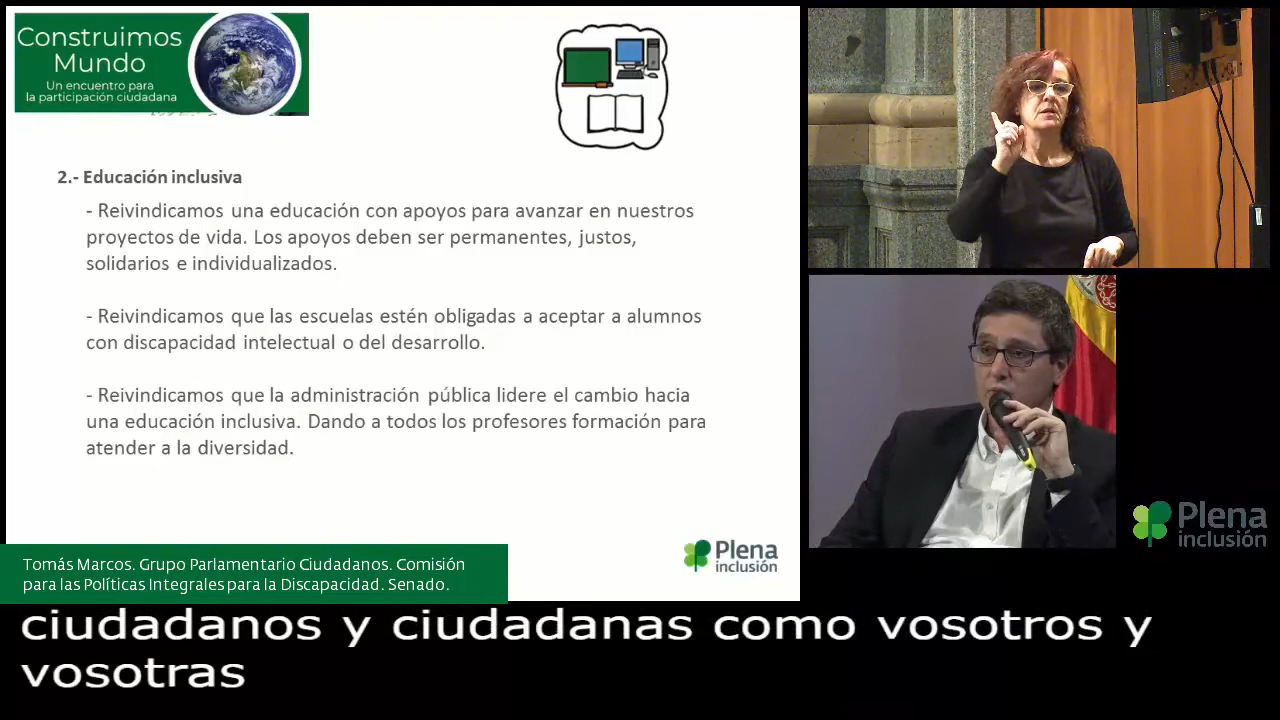 Construimos
Mundo
Un encuentro para
la participación ciudadana
2.- Educación inclusiva
- Reivindicamos una educación con apoyos para avanzar en nuestros
proyectos de vida. Los apoyos deben ser permanentes, justos,
solidarios e individualizados.
- Reivindicamos que las escuelas estén obligadas a aceptar a alumnos
con discapacidad intelectual o del desarrollo.
- Reivindicamos que la administración pública lidere el cambio hacia
una educación inclusiva. Dando a todos los profesores formación para
atender a la diversidad.
Plena
inclusión
Plena
inclusión
Tomás Marcos. Grupo Parlamentario Ciudadanos. Comisión
para las Políticas Integrales para la Discapacidad. Senado.
ciudadanos y ciudadanas como vosotros y
vosotras